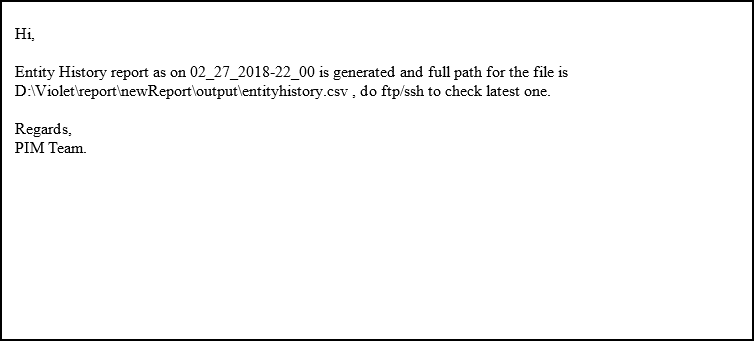 Hi,
Entity History report as on 02_27_2018-22_00 is generated and full path for the file is
D:\Violet\report\newReport\output\entityhistory.csv , do ftp/ssh to check latest one.
Regards,
PIM Team.